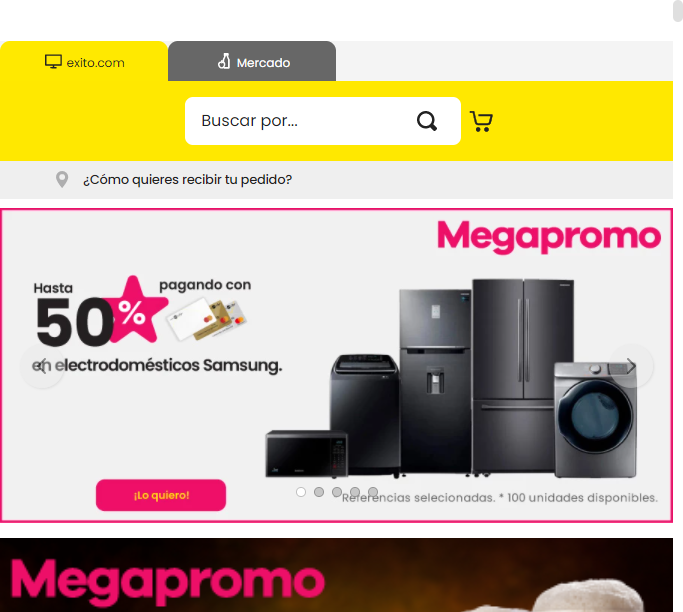 exito.com
Mercado
Buscar por...
¿Cómo quieres recibir tu pedido?
Megapromo
Hasta
50%
pagando con
en electrodomésticos Samsung.
¡Lo quiero!
Referencias selecionadas. * 100 unidades disponibles.
Megapromo